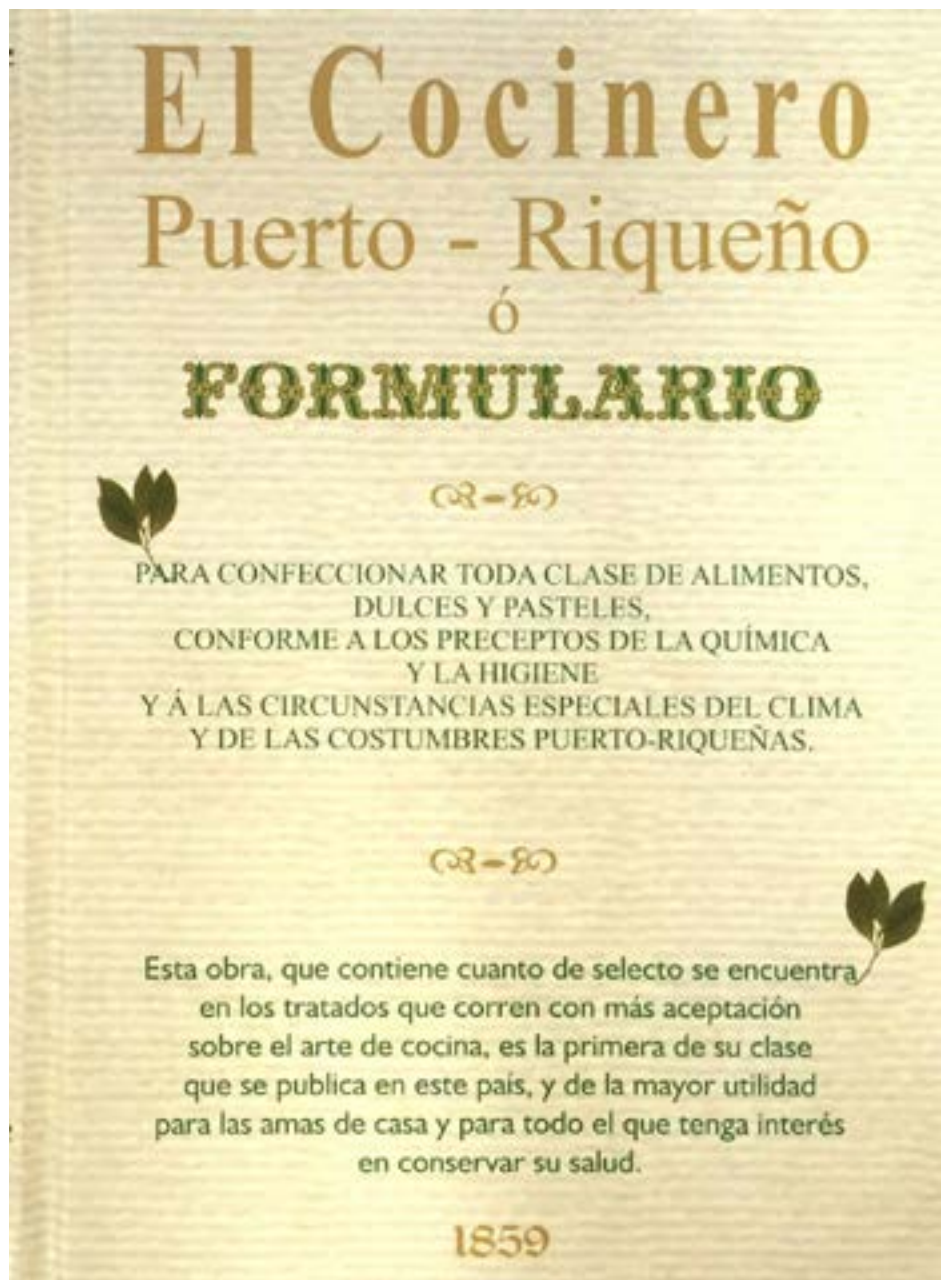 El Cocinero
Puerto - Riqueño
ó
FORMULARIO
PARA CONFECCIONAR TODA CLASE DE ALIMENTOS,
DULCES Y PASTELES,
CONFORME A LOS PRECEPTOS DE LA QUÍMICA
Y LA HIGIENE
Y Á LAS CIRCUNSTANCIAS ESPECIALES DEL CLIMA
Y DE LAS COSTUMBRES PUERTO-RIQUEÑAS.
Esta obra, que contiene cuanto de selecto se encuentra
en los tratados que corren con más aceptación
sobre el arte de cocina, es la primera de su clase
que se publica en este país, y de la mayor utilidad
para las amas de casa y para todo el que tenga interés
en conservar su salud.
1859